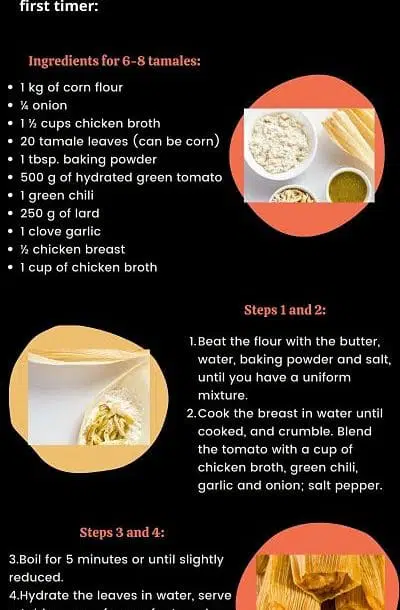 first timer:
Ingredients for 6-8 tamales:
1 kg of corn flour
¼ onion
1 ½ cups chicken broth
20 tamale leaves (can be corn)
1 tbsp. baking powder
500 g of hydrated green tomato
1 green chili
250 g of lard
1 clove garlic
½ chicken breast
1 cup of chicken broth
Steps 1 and 2:
1.Beat the flour with the butter,
water, baking powder and salt,
until you have a uniform
mixture.
2.Cook the breast in water until
cooked, and crumble. Blend
the tomato with a cup of
chicken broth, green chili,
garlic and onion; salt pepper.
Steps 3 and 4:
3.Boil for 5 minutes or until slightly
reduced.
4.Hydrate the leaves in water, serve